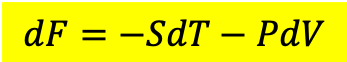 dF = −SdT − PdV